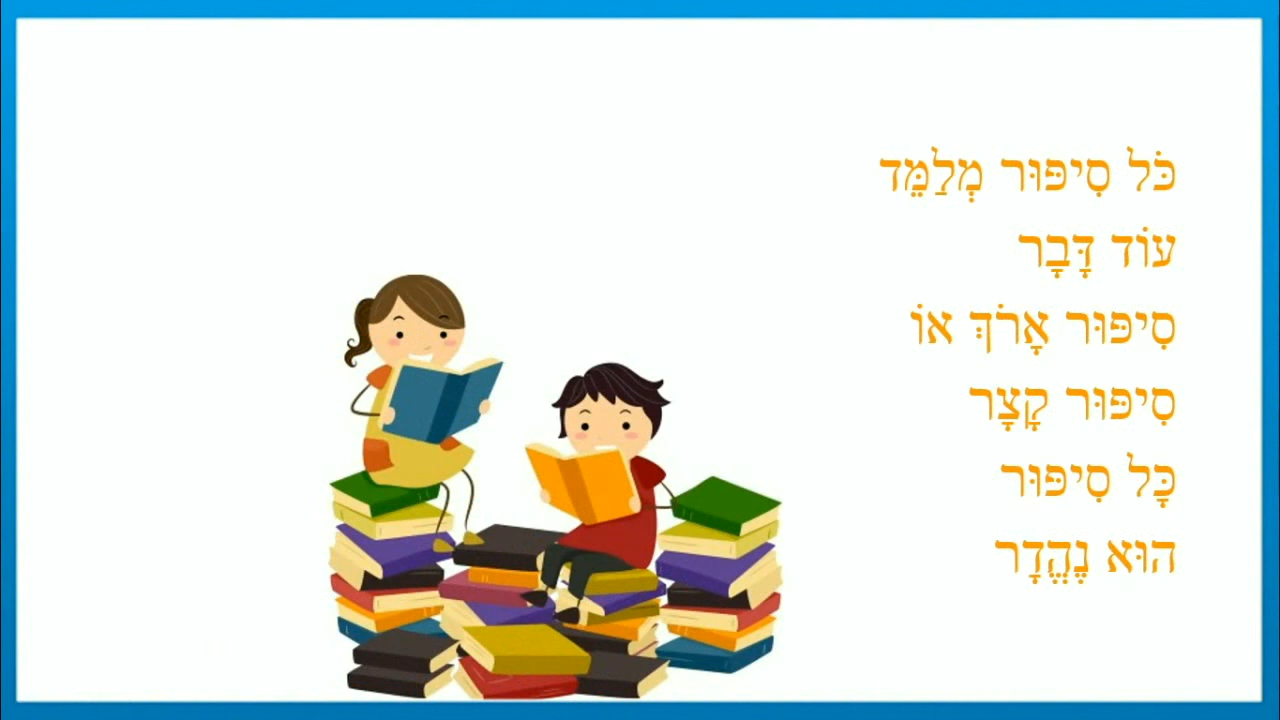 כֹּל סִיפּוּר מְלַמֵּד
עוֹד דָּבָר
סִיפּוּר אָרֹךְ אוֹ
סִיפּוּר קָצָר
כָּל סִיפּוּר
הוּא נֶהֱדָר